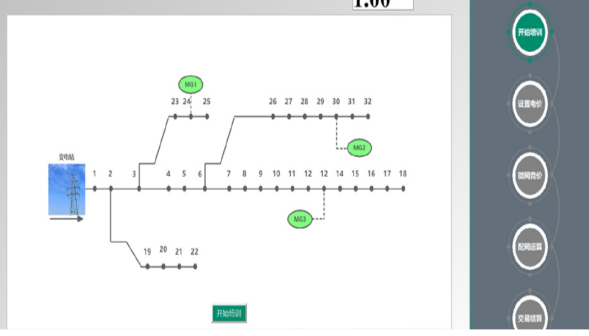 1.00
开始培训
MG1
23 24 25
26 27 28 29 30 31 32
设置电价
MG2
变电站
1 2 3 4 5 6 7 8 9 10 11 12 12 14 15 16 17 18
微网竞价
MG3
19 20 21 22
配网运算
开始培训
交易结算